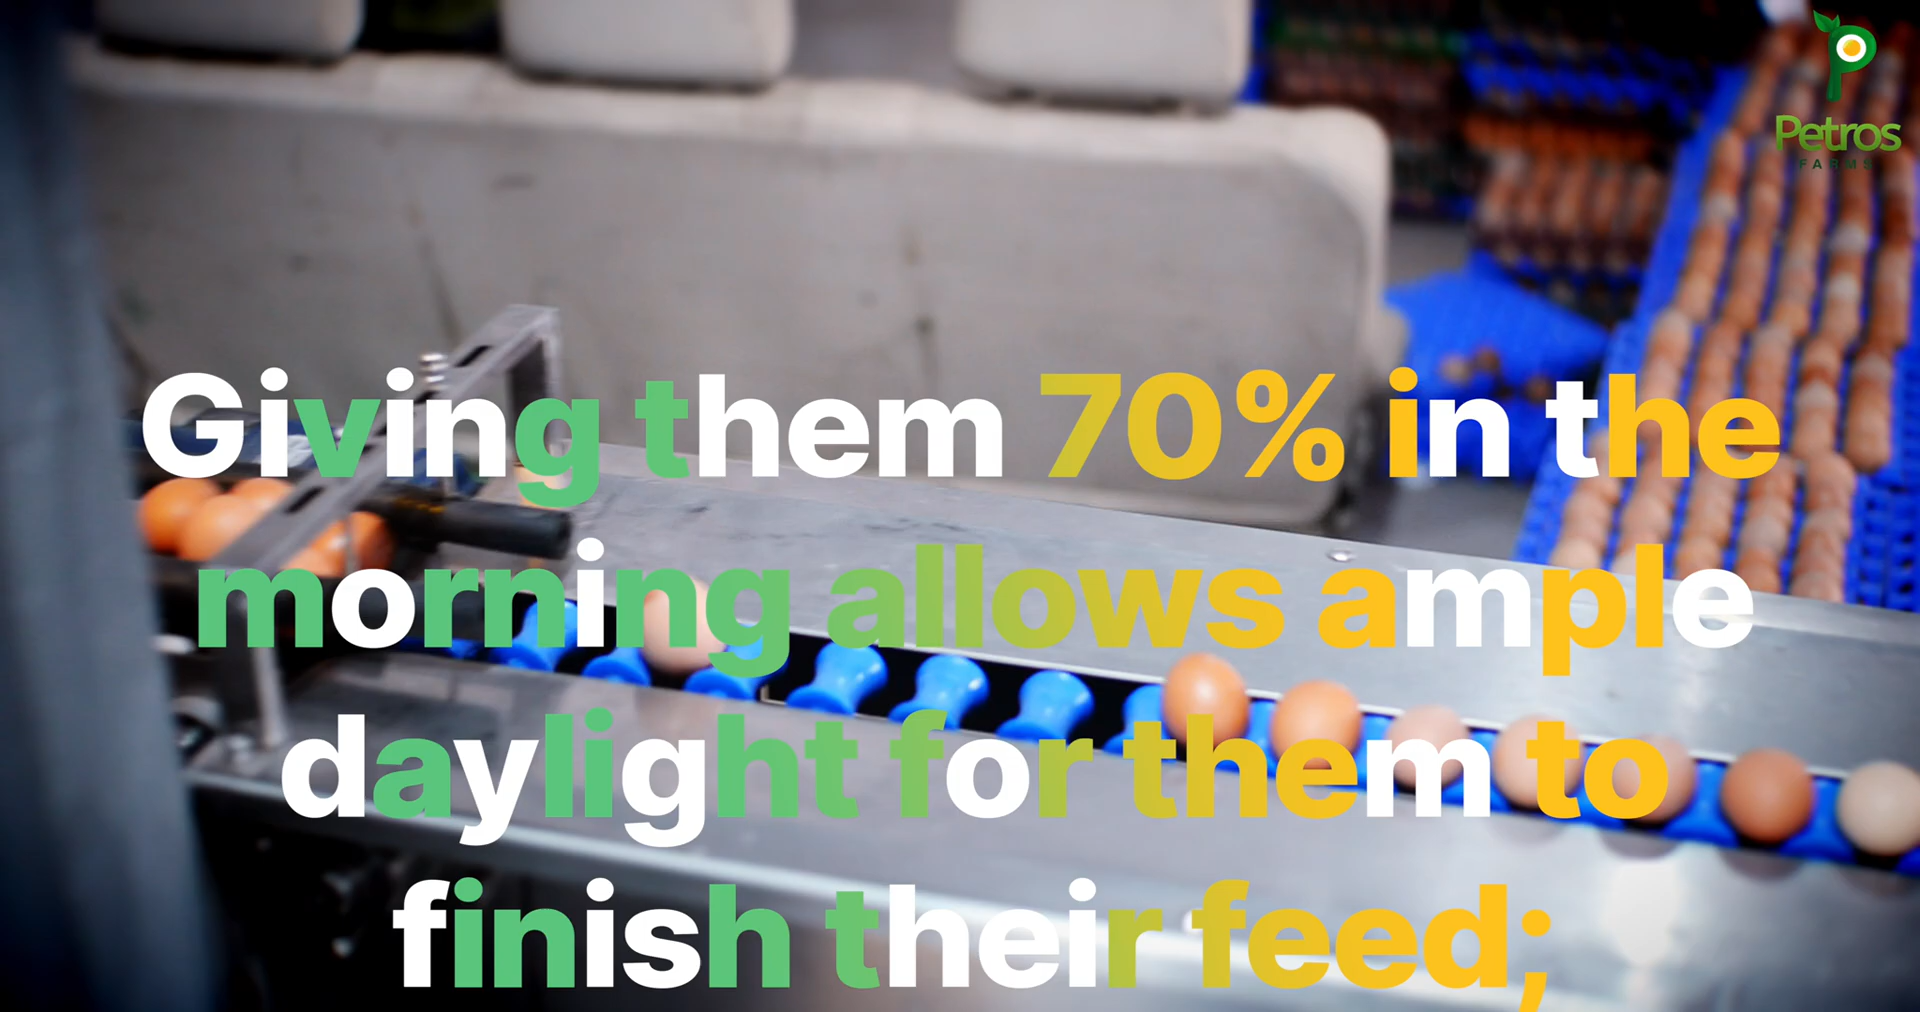 Petros
FARMS
Giving them 70% in the
morning allows ample
daylight for them to
finish their feed;